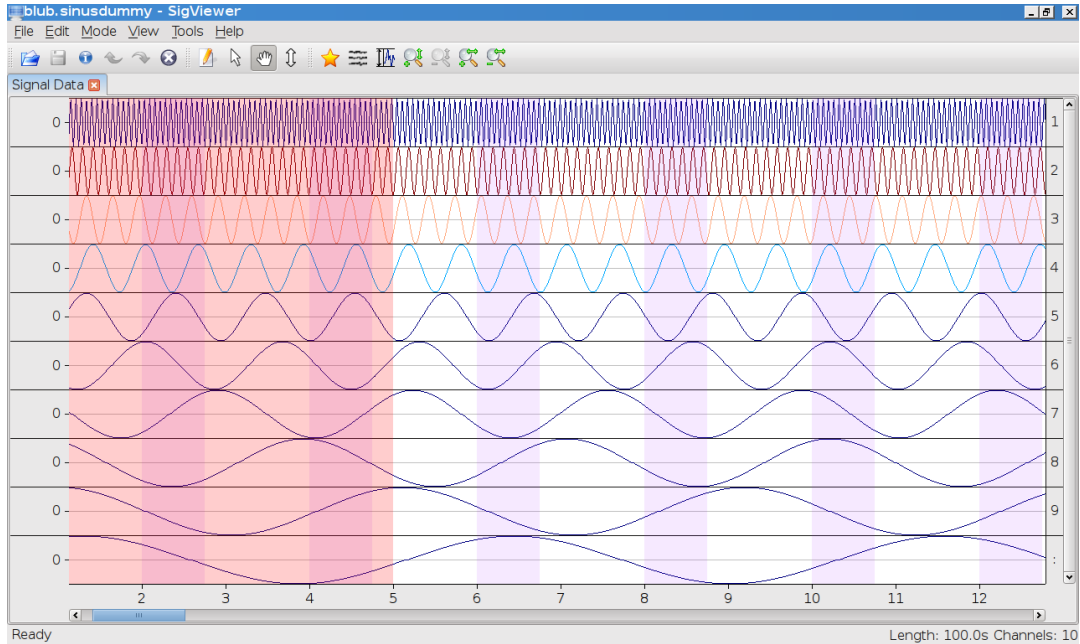 blub.sinusdummy - SigViewer
File Edit Mode View Tools Help
Signal Data
0 1
0 2
0 3
0 4
0 5
0 6
0 7
0 8
0 9
0 :
2 3 4 5 6 7 8 9 10 11 12
Ready Length: 100.0s Channels: 10